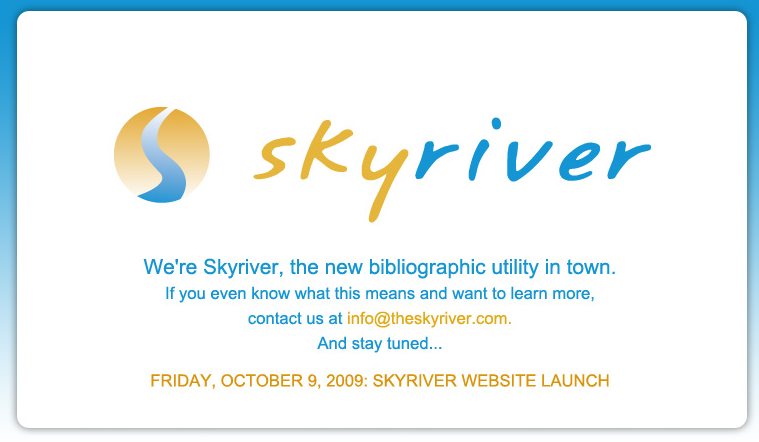 skyriver
We're Skyriver, the new bibliographic utility in town.
If you even know what this means and want to learn more,
contact us at info@theskyriver.com.
And stay tuned...
FRIDAY, OCTOBER 9, 2009: SKYRIVER WEBSITE LAUNCH